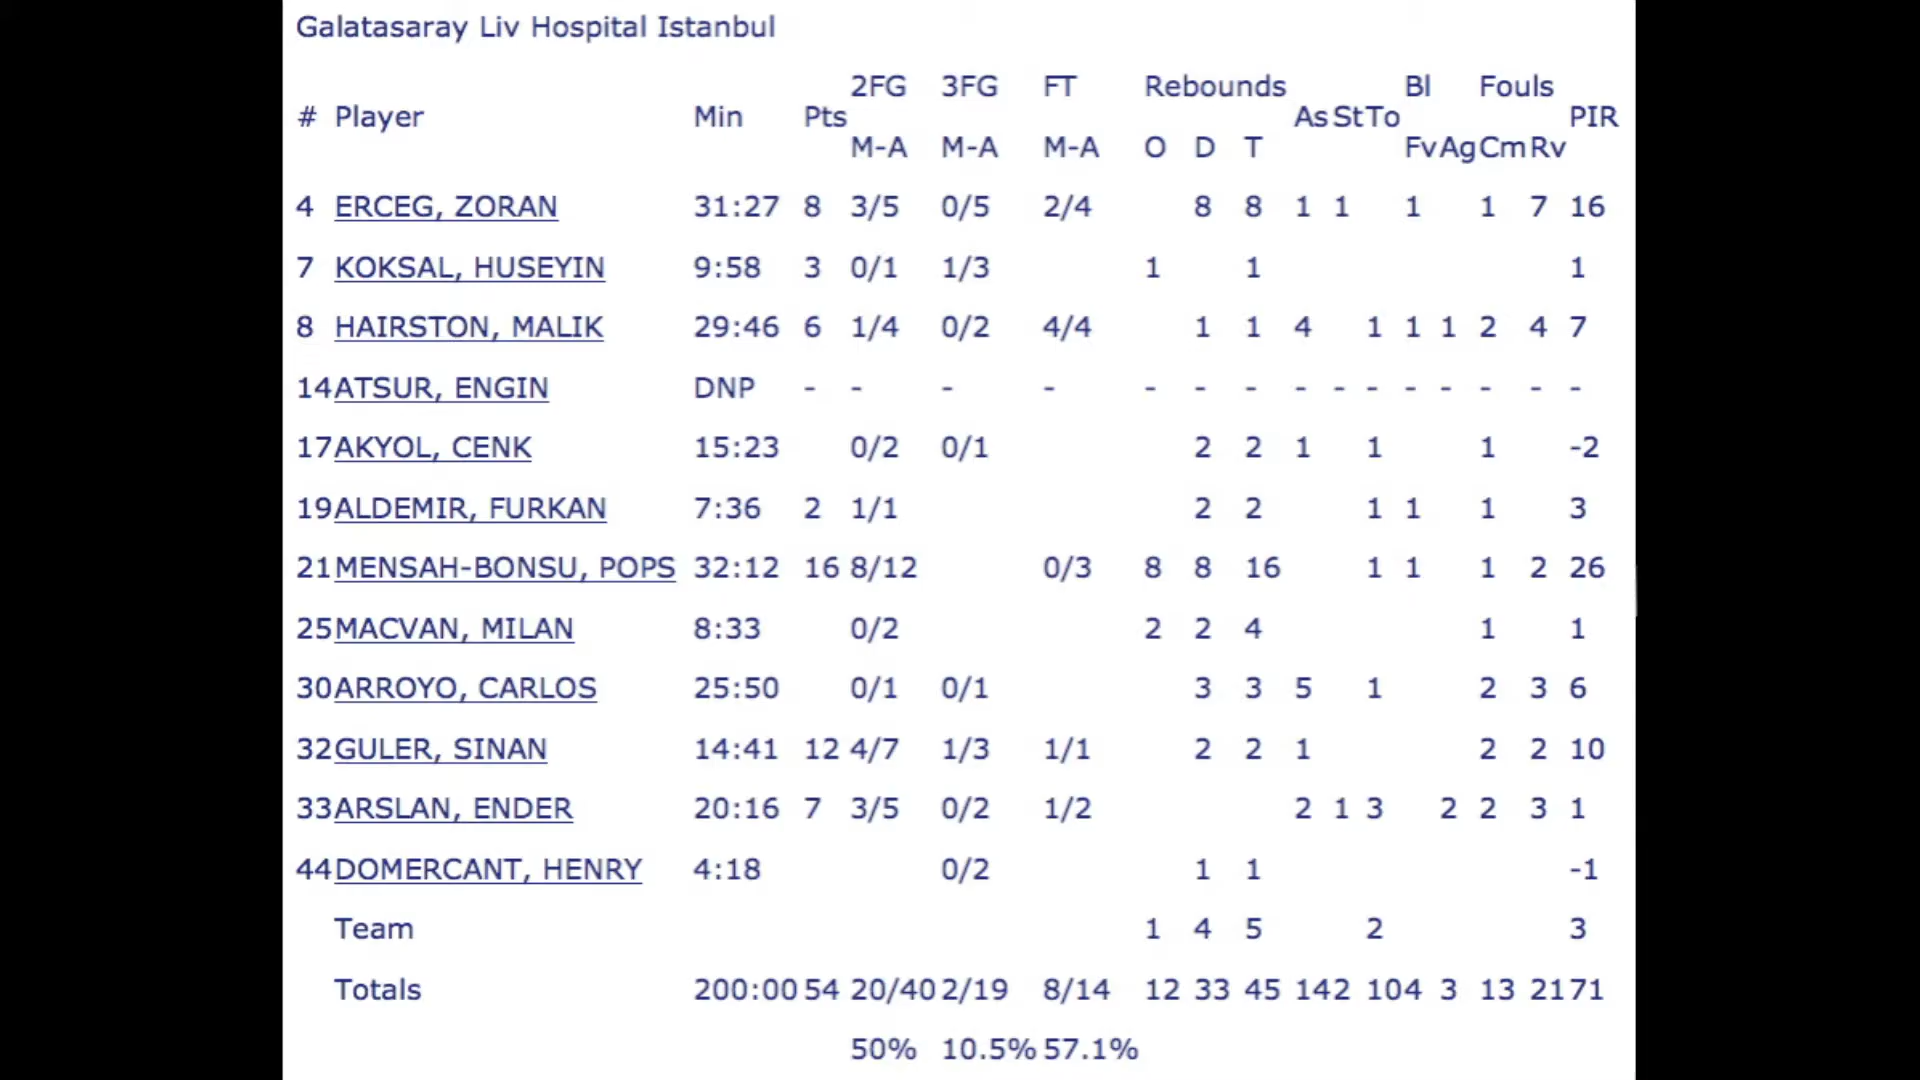 Galatasaray Liv Hospital Istanbul
2FG 3FG FT Rebounds Bl Fouls
# Player Min Pts As St To PIR
M-A M-A M-A O D T Fv Ag Cm Rv
4 ERCEG, ZORAN 31:27 8 3/5 0/5 2/4 8 8 1 1 1 1 7 16
7 KOKSAL, HUSEYIN 9:58 3 0/1 1/3 1 1 1
8 HAIRSTON, MALIK 29:46 6 1/4 0/2 4/4 1 1 4 1 1 1 2 4 7
14 ATSUR, ENGIN DNP - - - - - - - - - - - - - - -
17 AKYOL, CENK 15:23 0/2 0/1 2 2 1 1 1 -2
19 ALDEMIR, FURKAN 7:36 2 1/1 2 2 1 1 1 3
21 MENSAH-BONSU, POPS 32:12 16 8/12 0/3 8 8 16 1 1 1 2 26
25 MACVAN, MILAN 8:33 0/2 2 2 4 1 1
30 ARROYO, CARLOS 25:50 0/1 0/1 3 3 5 1 2 3 6
32 GULER, SINAN 14:41 12 4/7 1/3 1/1 2 2 1 2 2 10
33 ARSLAN, ENDER 20:16 7 3/5 0/2 1/2 2 1 3 2 2 3 1
44 DOMERCANT, HENRY 4:18 0/2 1 1 -1
Team 1 4 5 2 3
Totals 200:00 54 20/40 2/19 8/14 12 33 45 14 2 10 4 3 13 21 71
50% 10.5% 57.1%